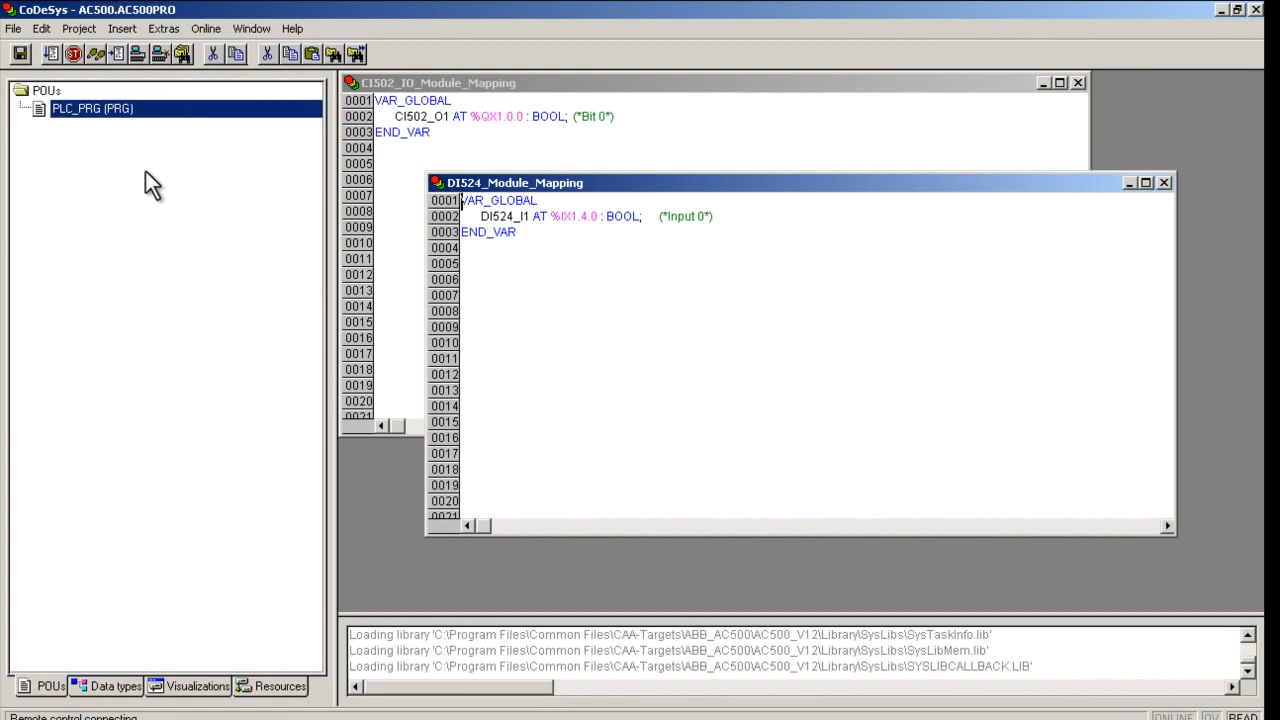 CoDeSys - AC500.AC500PRO
File Edit Project Insert Extras Online Window Help
POUs
PLC_PRG (PRG)
CI502_IO_Module_Mapping
0001 VAR_GLOBAL
0002 CI502_O1 AT %QX1.0.0 : BOOL; (*Bit 0*)
0003 END_VAR
0004
0005
0006
0007
0008
0009
0010
0011
0012
0013
0014
0015
0016
0017
0018
0019
0020
0021
DI524_Module_Mapping
0001 VAR_GLOBAL
0002 DI524_I1 AT %IX1.4.0 : BOOL; (*Input 0*)
0003 END_VAR
0004
0005
0006
0007
0008
0009
0010
0011
0012
0013
0014
0015
0016
0017
0018
0019
0020
0021
Loading library 'C:\Program Files\Common Files\CAA-Targets\ABB_AC500\AC500_V12\Library\SysLibs\SysTaskInfo.lib'
Loading library 'C:\Program Files\Common Files\CAA-Targets\ABB_AC500\AC500_V12\Library\SysLibs\SysLibMem.lib'
Loading library 'C:\Program Files\Common Files\CAA-Targets\ABB_AC500\AC500_V12\Library\SysLibs\SYSLIBCALLBACK.LIB'
POUs Data types Visualizations Resources
Remote control connecting ONLINE OV READ